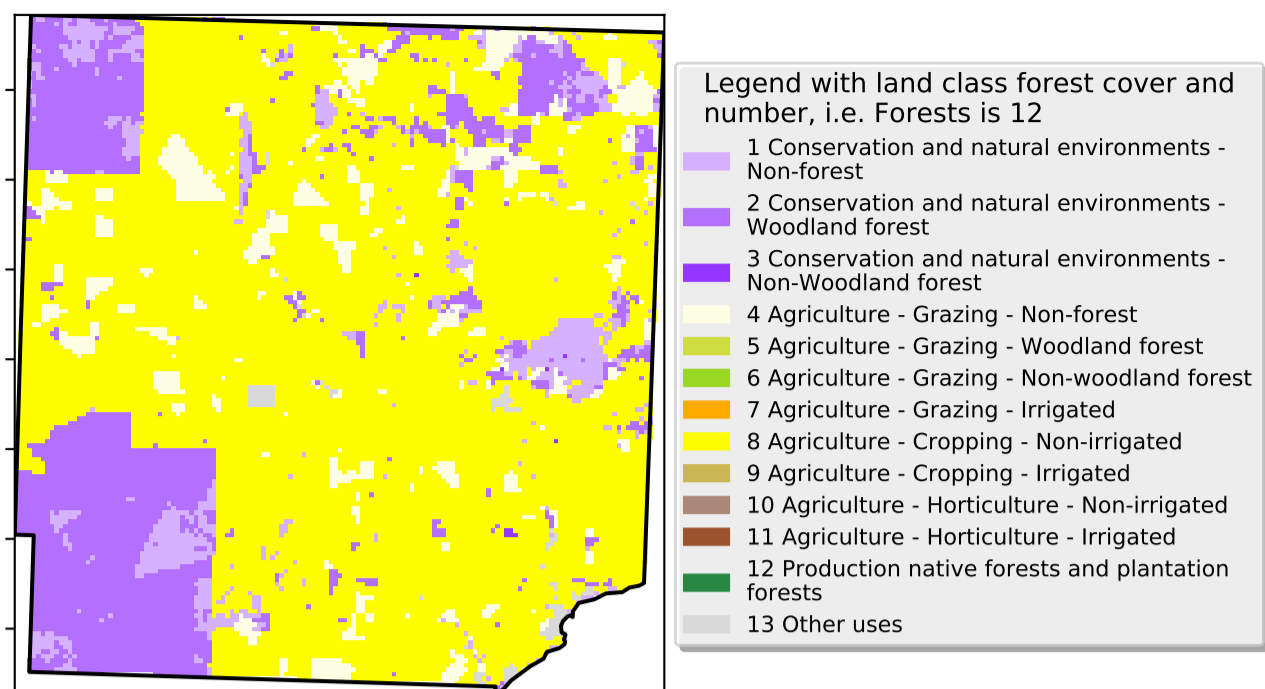 Legend with land class forest cover and
number, i.e. Forests is 12
1 Conservation and natural environments -
Non-forest
2 Conservation and natural environments -
Woodland forest
3 Conservation and natural environments -
Non-Woodland forest
4 Agriculture - Grazing - Non-forest
5 Agriculture - Grazing - Woodland forest
6 Agriculture - Grazing - Non-woodland forest
7 Agriculture - Grazing - Irrigated
8 Agriculture - Cropping - Non-irrigated
9 Agriculture - Cropping - Irrigated
10 Agriculture - Horticulture - Non-irrigated
11 Agriculture - Horticulture - Irrigated
12 Production native forests and plantation
forests
13 Other uses